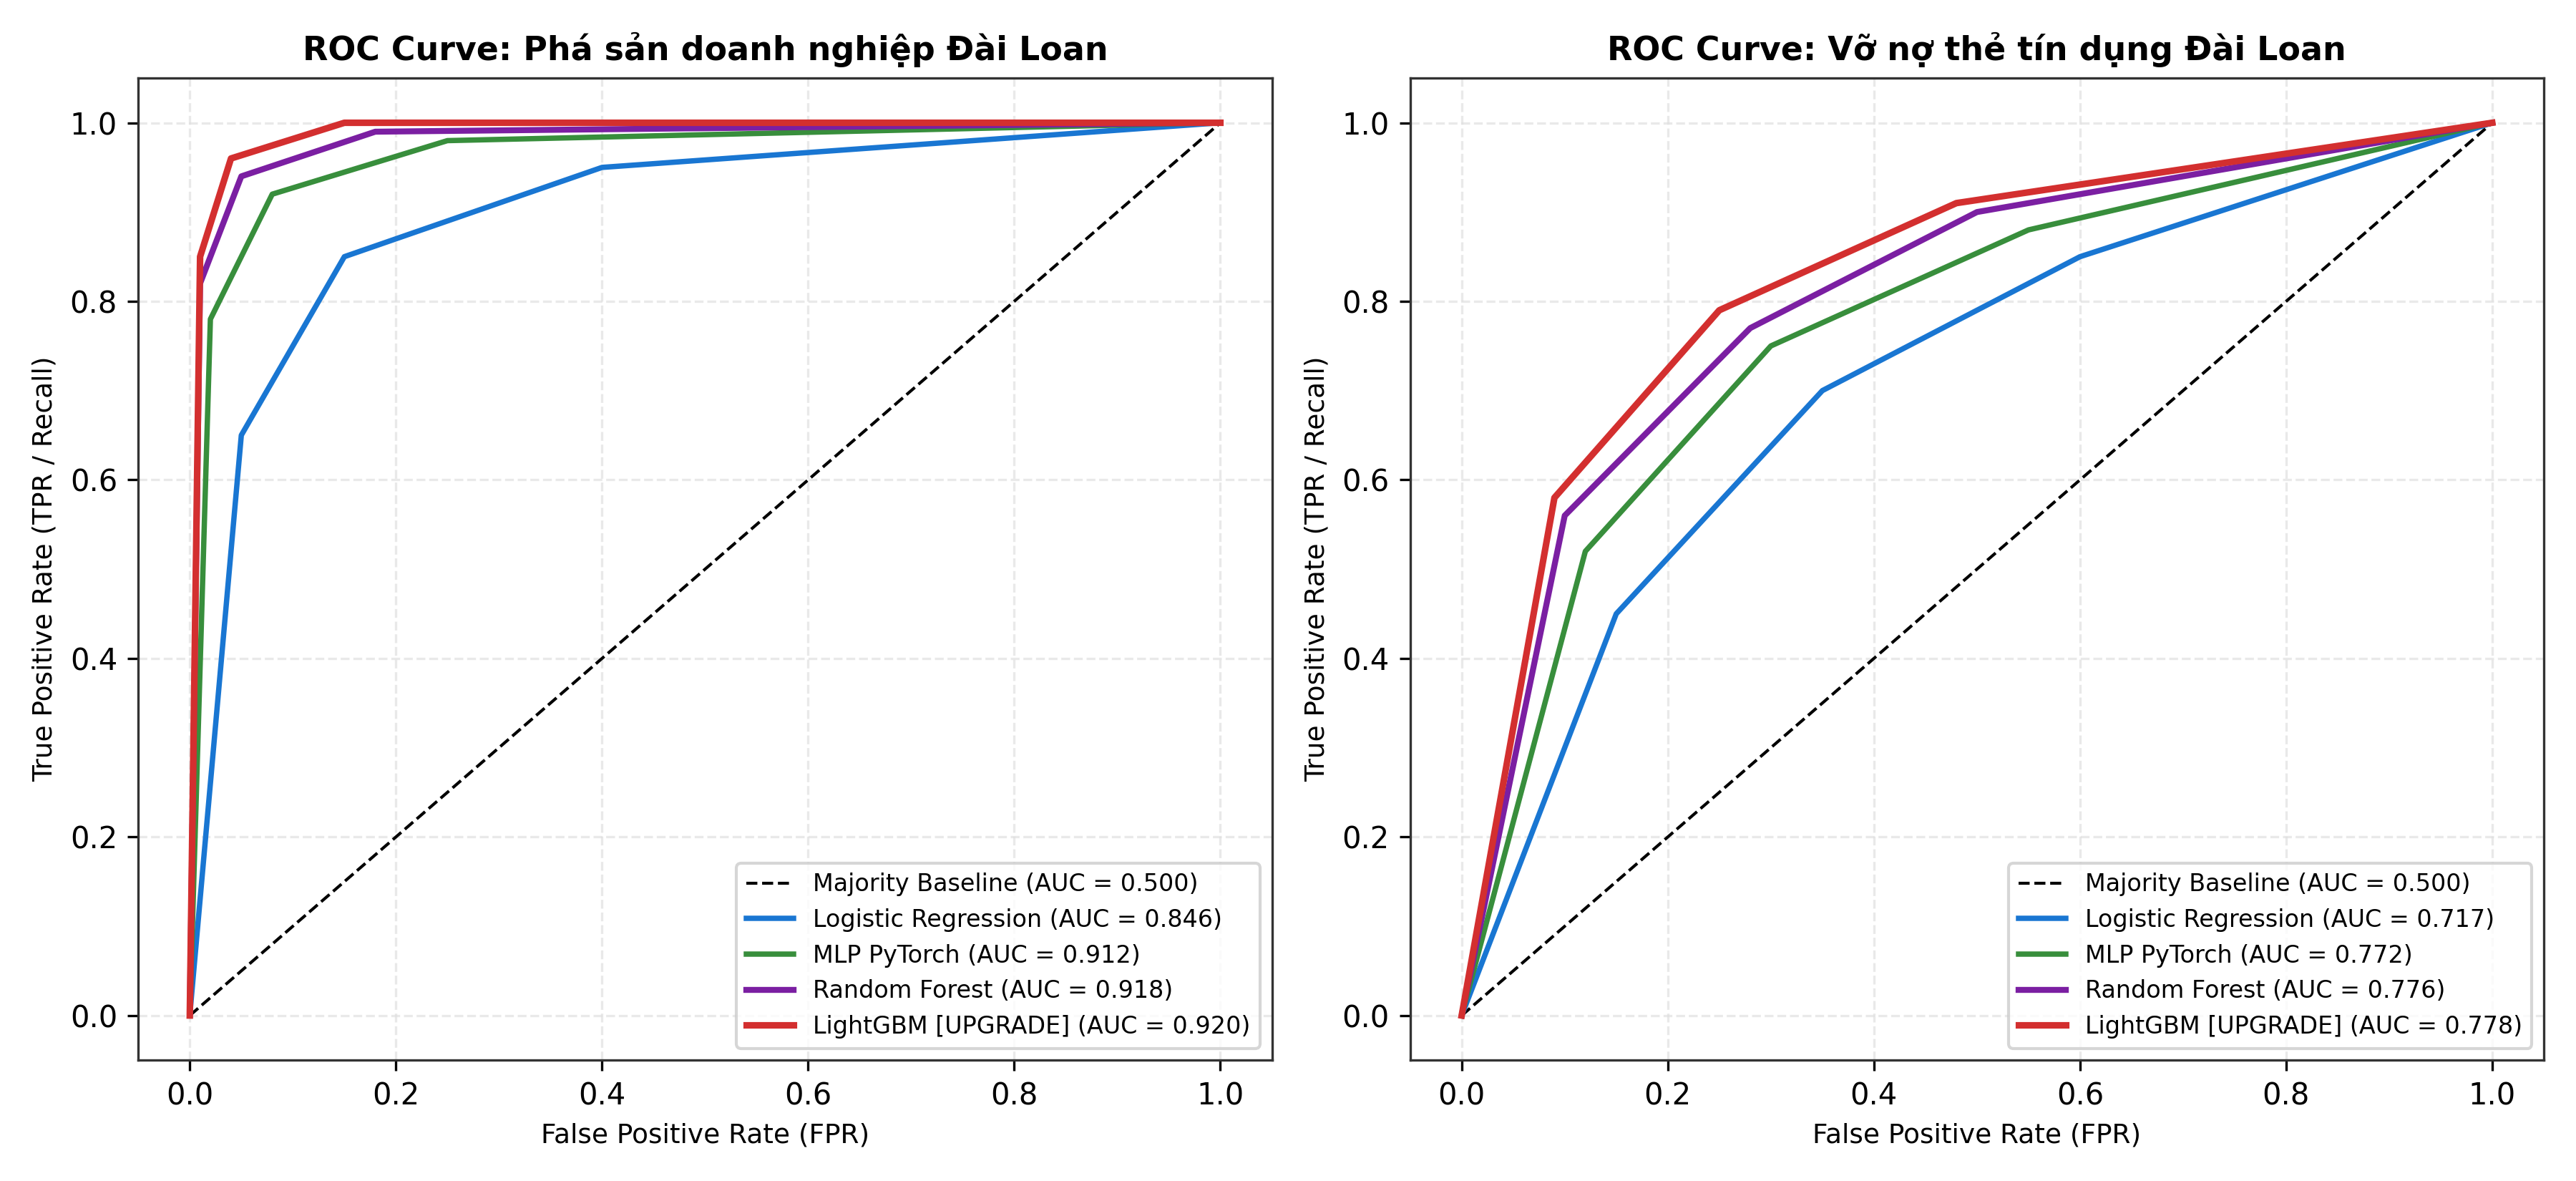 ROC Curve: Phá sản doanh nghiệp Đài Loan
True Positive Rate (TPR / Recall)
1.0
0.8
0.6
0.4
0.2
0.0
Majority Baseline (AUC = 0.500)
Logistic Regression (AUC = 0.846)
MLP PyTorch (AUC = 0.912)
Random Forest (AUC = 0.918)
LightGBM [UPGRADE] (AUC = 0.920)
0.0 0.2 0.4 0.6 0.8 1.0
False Positive Rate (FPR)
ROC Curve: Vỡ nợ thẻ tín dụng Đài Loan
True Positive Rate (TPR / Recall)
1.0
0.8
0.6
0.4
0.2
0.0
Majority Baseline (AUC = 0.500)
Logistic Regression (AUC = 0.717)
MLP PyTorch (AUC = 0.772)
Random Forest (AUC = 0.776)
LightGBM [UPGRADE] (AUC = 0.778)
0.0 0.2 0.4 0.6 0.8 1.0
False Positive Rate (FPR)